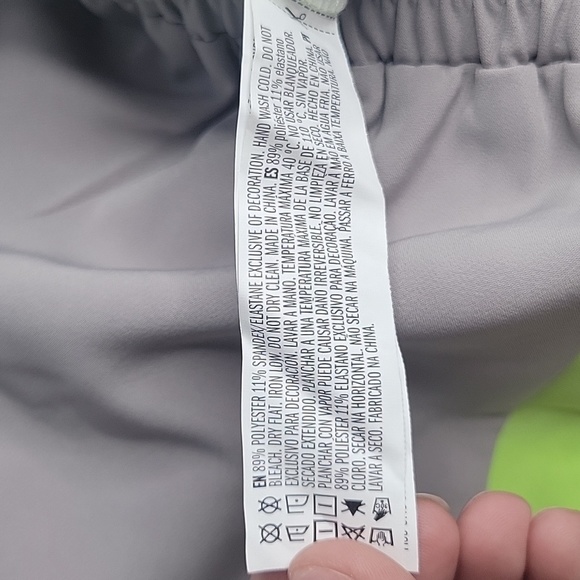 EN 89% POLYESTER 11% SPANDEX/ELASTANE EXCLUSIVE OF DECORATION. HAND WASH COLD. DO NOT
BLEACH. DRY FLAT. IRON LOW. DO NOT DRY CLEAN. MADE IN CHINA. ES 89% poliéster 11% elastano
EXCLUSIVO PARA DECORACIÓN. LAVAR A MANO. TEMPERATURA MÁXIMA 40 °C. NO USAR BLANQUEADOR.
SECADO EXTENDIDO. PLANCHAR A UNA TEMPERATURA MÁXIMA DE LA BASE DE 110 °C, SIN VAPOR.
PLANCHAR CON VAPOR PUEDE CAUSAR DAÑO IRREVERSIBLE. NO LIMPIEZA EN SECO. HECHO EN CHINA. PT
89% POLIÉSTER 11% ELASTANO EXCLUSIVO PARA DECORAÇÃO. LAVAR À MÃO EM ÁGUA FRIA. NÃO USAR
CLORO. SECAR NA HORIZONTAL. NÃO SECAR NA MAQUINA. PASSAR A FERRO À BAIXA TEMPERATURA. NÃO
LAVAR À SECO. FABRICADO NA CHINA.